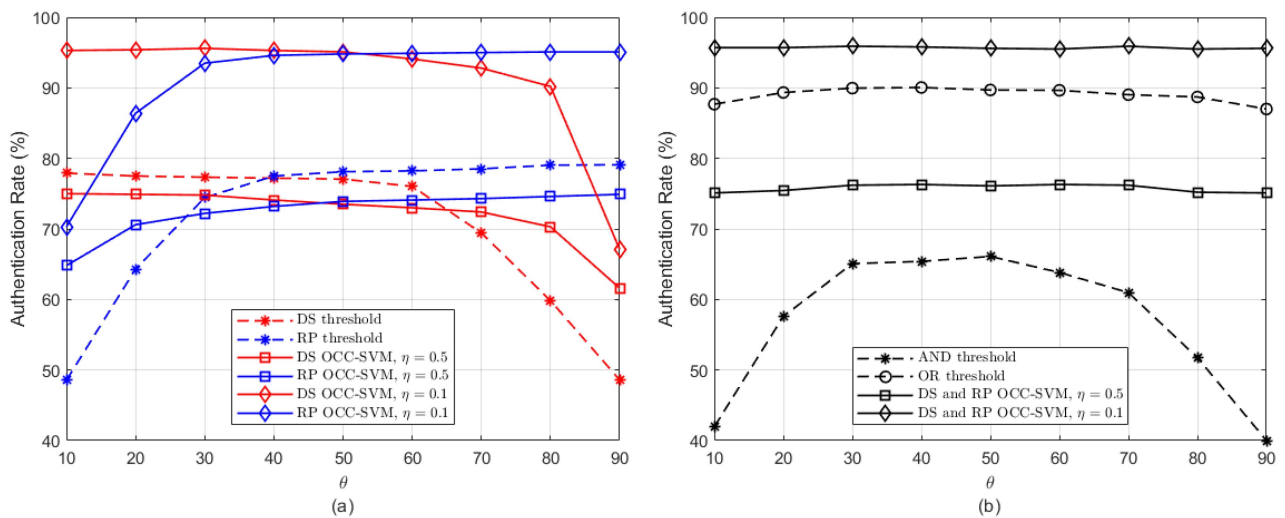 100
90
80
70
60
50
40
Authentication Rate (%)
DS threshold
RP threshold
DS OCC-SVM, η = 0.5
RP OCC-SVM, η = 0.5
DS OCC-SVM, η = 0.1
RP OCC-SVM, η = 0.1
10 20 30 40 50 60 70 80 90
θ
(a)
100
90
80
70
60
50
40
Authentication Rate (%)
AND threshold
OR threshold
DS and RP OCC-SVM, η = 0.5
DS and RP OCC-SVM, η = 0.1
10 20 30 40 50 60 70 80 90
θ
(b)